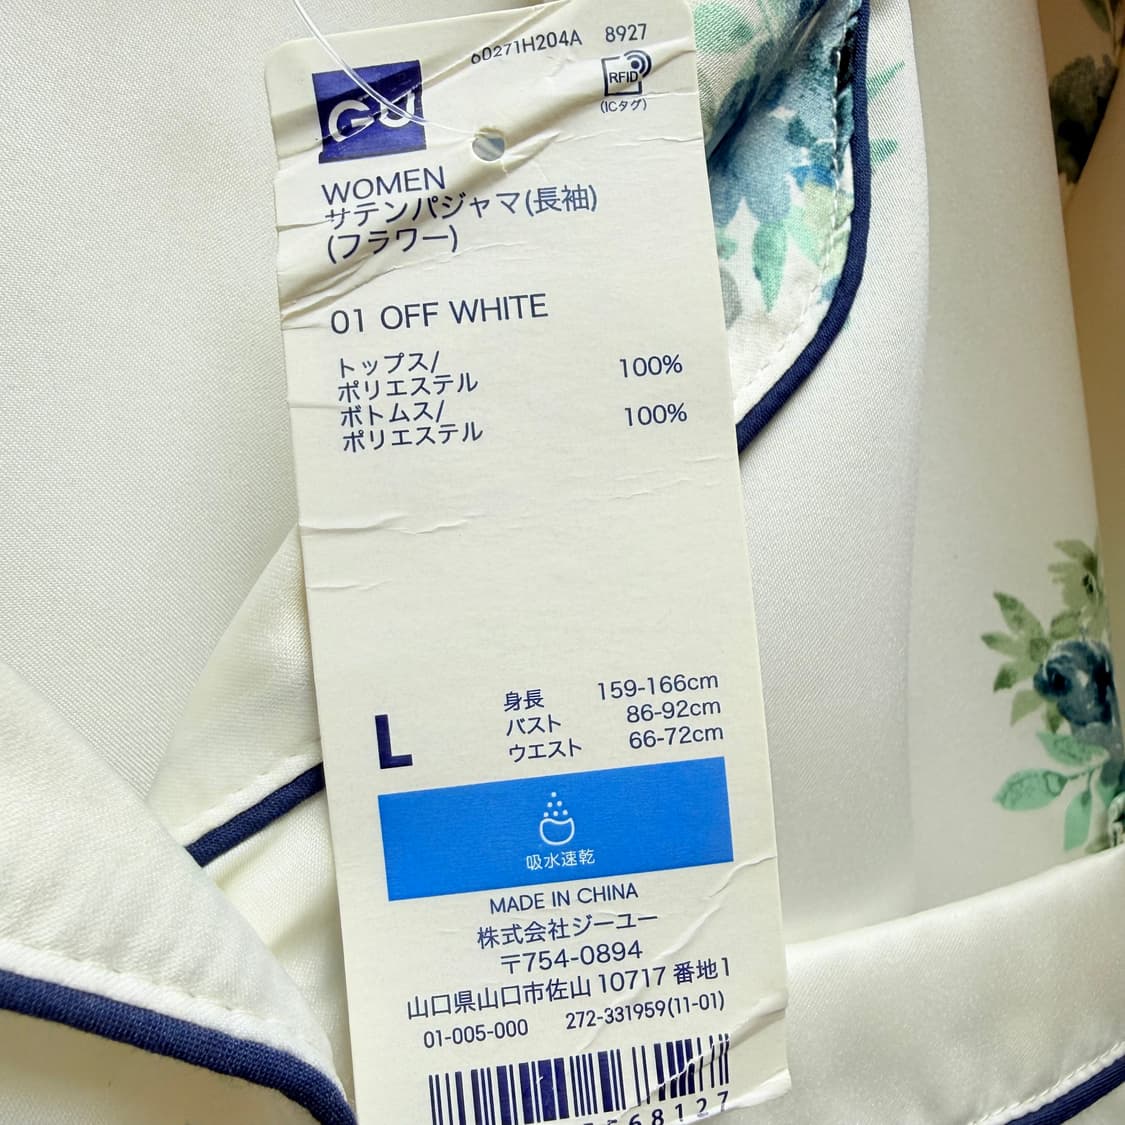 60271H204A 8927
GU
RFID
(ICタグ)
WOMEN
サテンパジャマ(長袖)
(フラワー)
01 OFF WHITE
トップス/
ポリエステル 100%
ボトムス/
ポリエステル 100%
L
身長 159-166cm
バスト 86-92cm
ウエスト 66-72cm
吸水速乾
MADE IN CHINA
株式会社ジーユー
〒754-0894
山口県山口市佐山 10717 番地1
01-005-000 272-331959(11-01)
568127